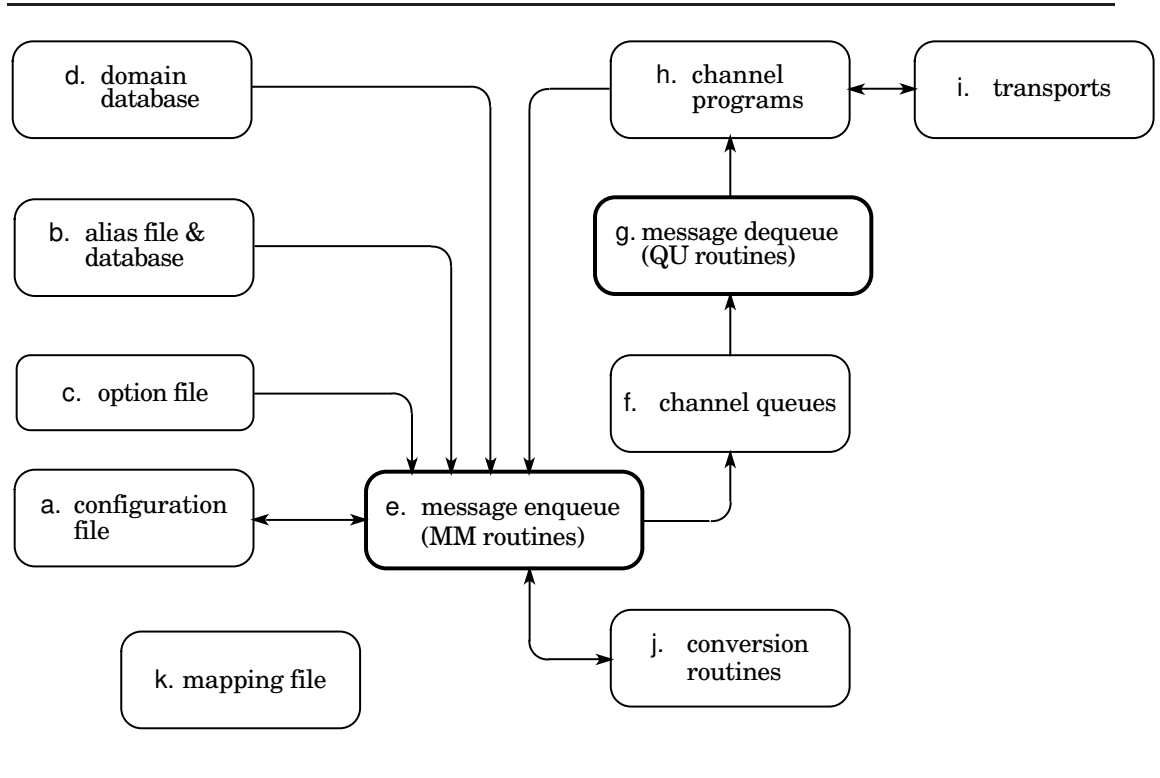 d. domain
database
h. channel
programs
i. transports
b. alias file &
database
g. message dequeue
(QU routines)
c. option file
f. channel queues
a. configuration
file
e. message enqueue
(MM routines)
j. conversion
routines
k. mapping file